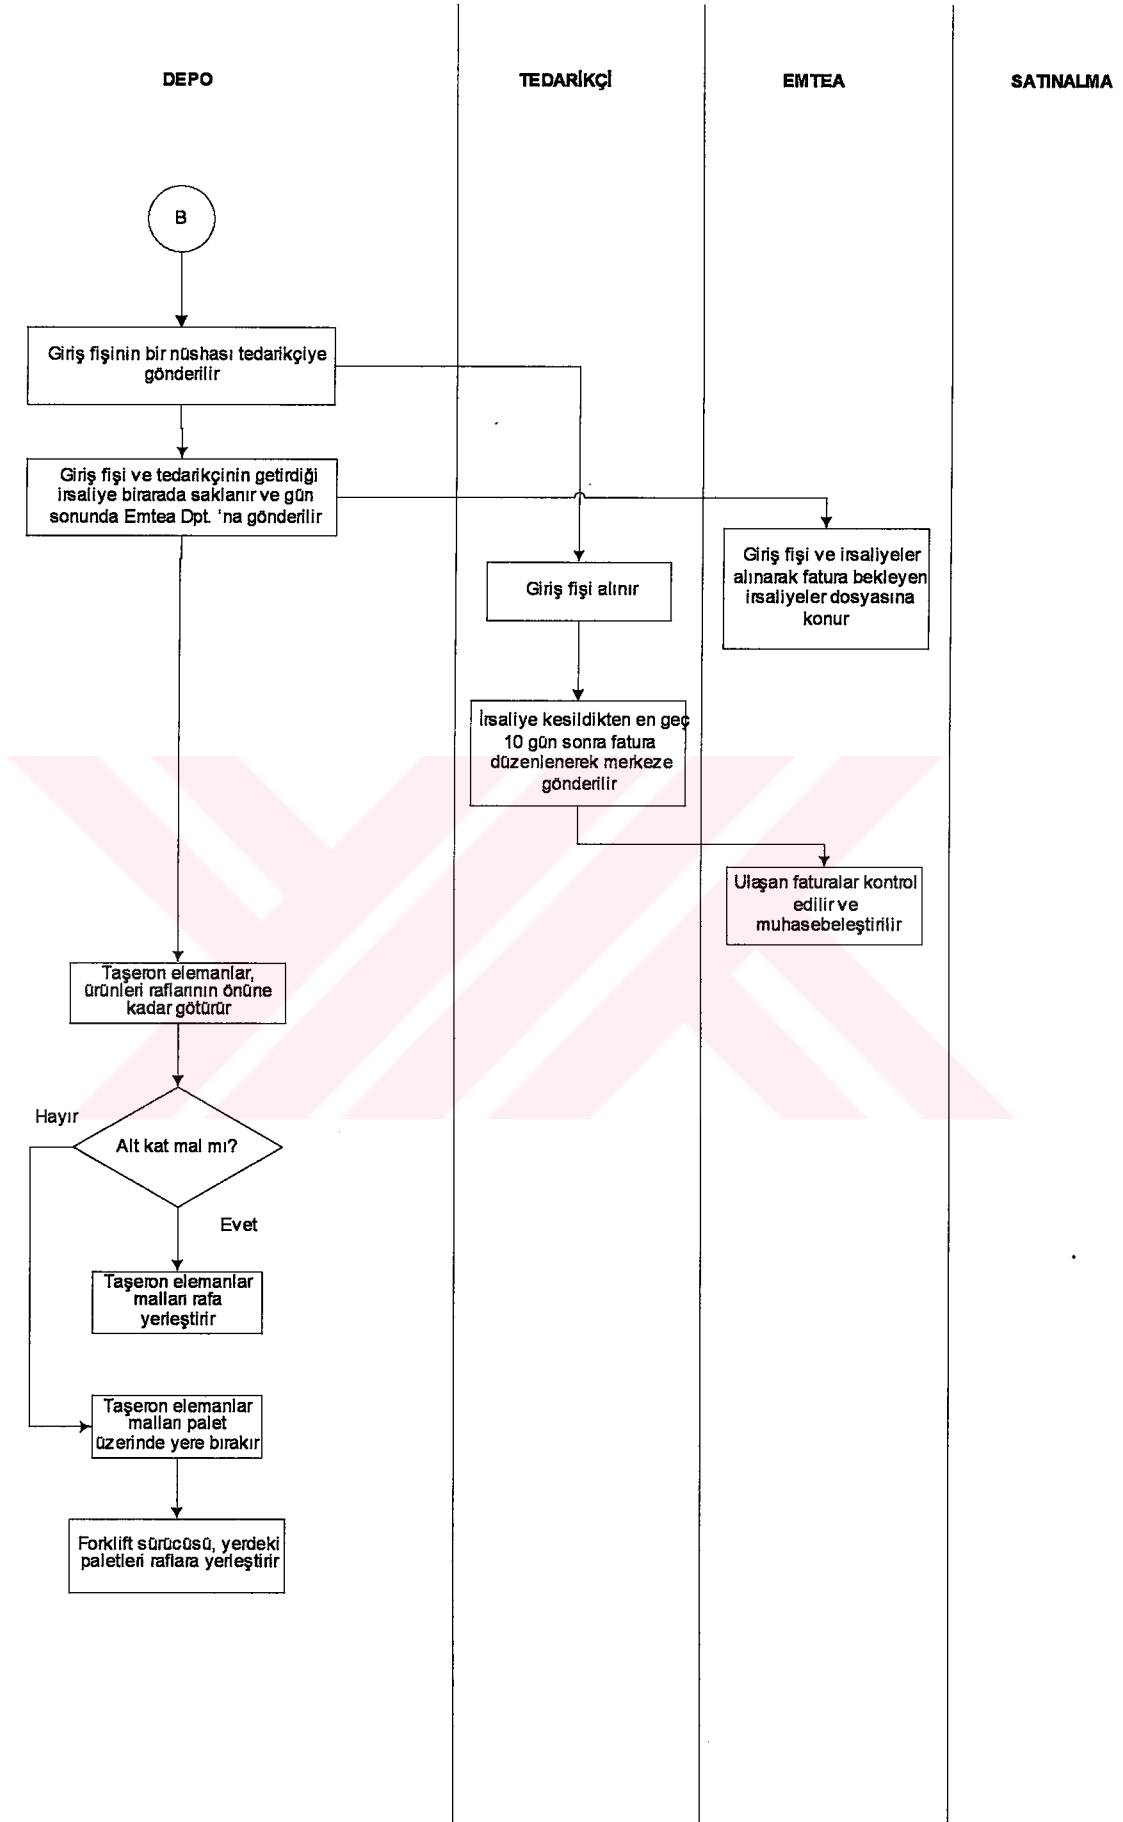 DEPO
TEDARİKÇİ
EMTEA
SATINALMA
B
Giriş fişinin bir nüshası tedarikçiye
gönderilir
Giriş fişi ve tedarikçinin getirdiği
irsaliye birarada saklanır ve gün
sonunda Emtea Dpt. 'na gönderilir
Giriş fişi ve irsaliyeler
alınarak fatura bekleyen
irsaliyeler dosyasına
konur
Giriş fişi alınır
İrsaliye kesildikten en geç
10 gün sonra fatura
düzenlenerek merkeze
gönderilir
Ulaşan faturalar kontrol
edilir ve
muhasebeleştirilir
Taşeron elemanlar,
ürünleri raflarının önüne
kadar götürür
Hayır
Alt kat mal mı?
Evet
Taşeron elemanlar
malları rafa
yerleştirir
Taşeron elemanlar
malları palet
üzerinde yere bırakır
Forklift sürücüsü, yerdeki
paletleri raflara yerleştirir